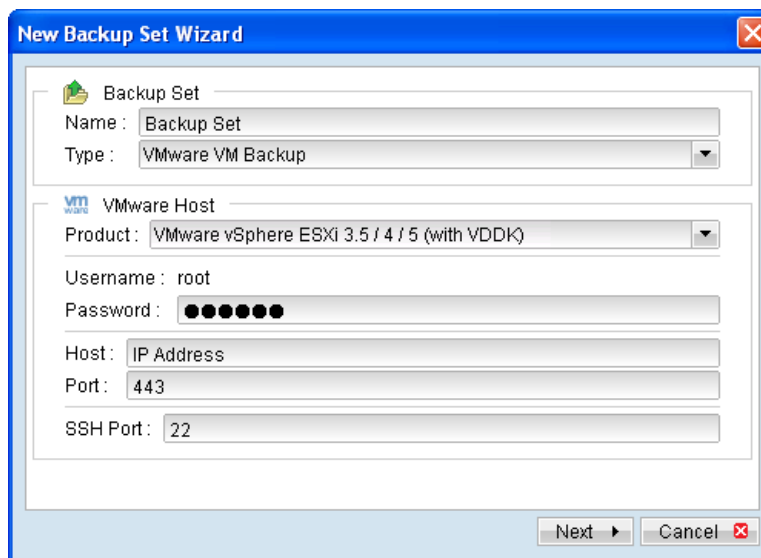 New Backup Set Wizard
Backup Set
Name : Backup Set
Type : VMware VM Backup
vm ware VMware Host
Product : VMware vSphere ESXi 3.5 / 4 / 5 (with VDDK)
Username : root
Password : ●●●●●●
Host : IP Address
Port : 443
SSH Port : 22
Next Cancel